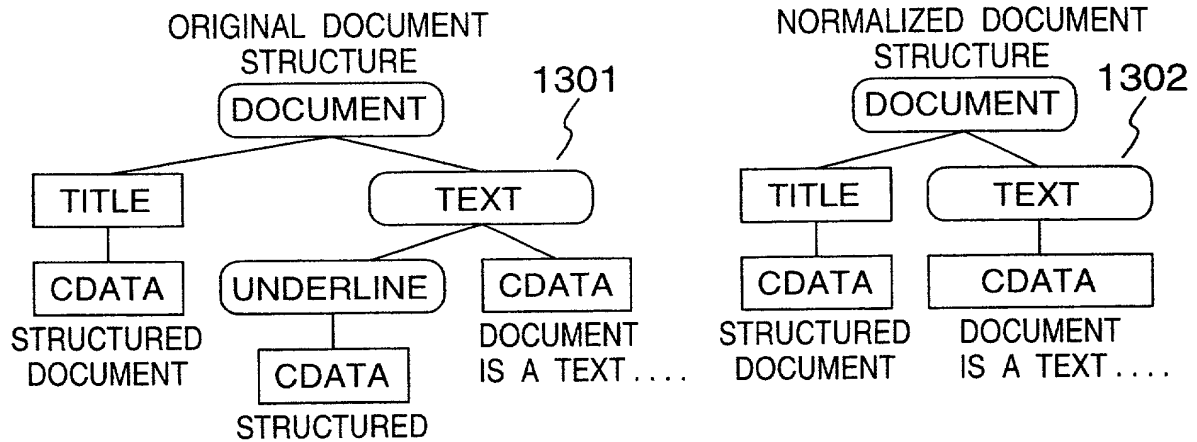 ORIGINAL DOCUMENT
STRUCTURE
1301
DOCUMENT
TITLE
TEXT
CDATA
UNDERLINE
CDATA
STRUCTURED
DOCUMENT
DOCUMENT
IS A TEXT....
CDATA
STRUCTURED
NORMALIZED DOCUMENT
STRUCTURE
1302
DOCUMENT
TITLE
TEXT
CDATA
CDATA
STRUCTURED
DOCUMENT
DOCUMENT
IS A TEXT....